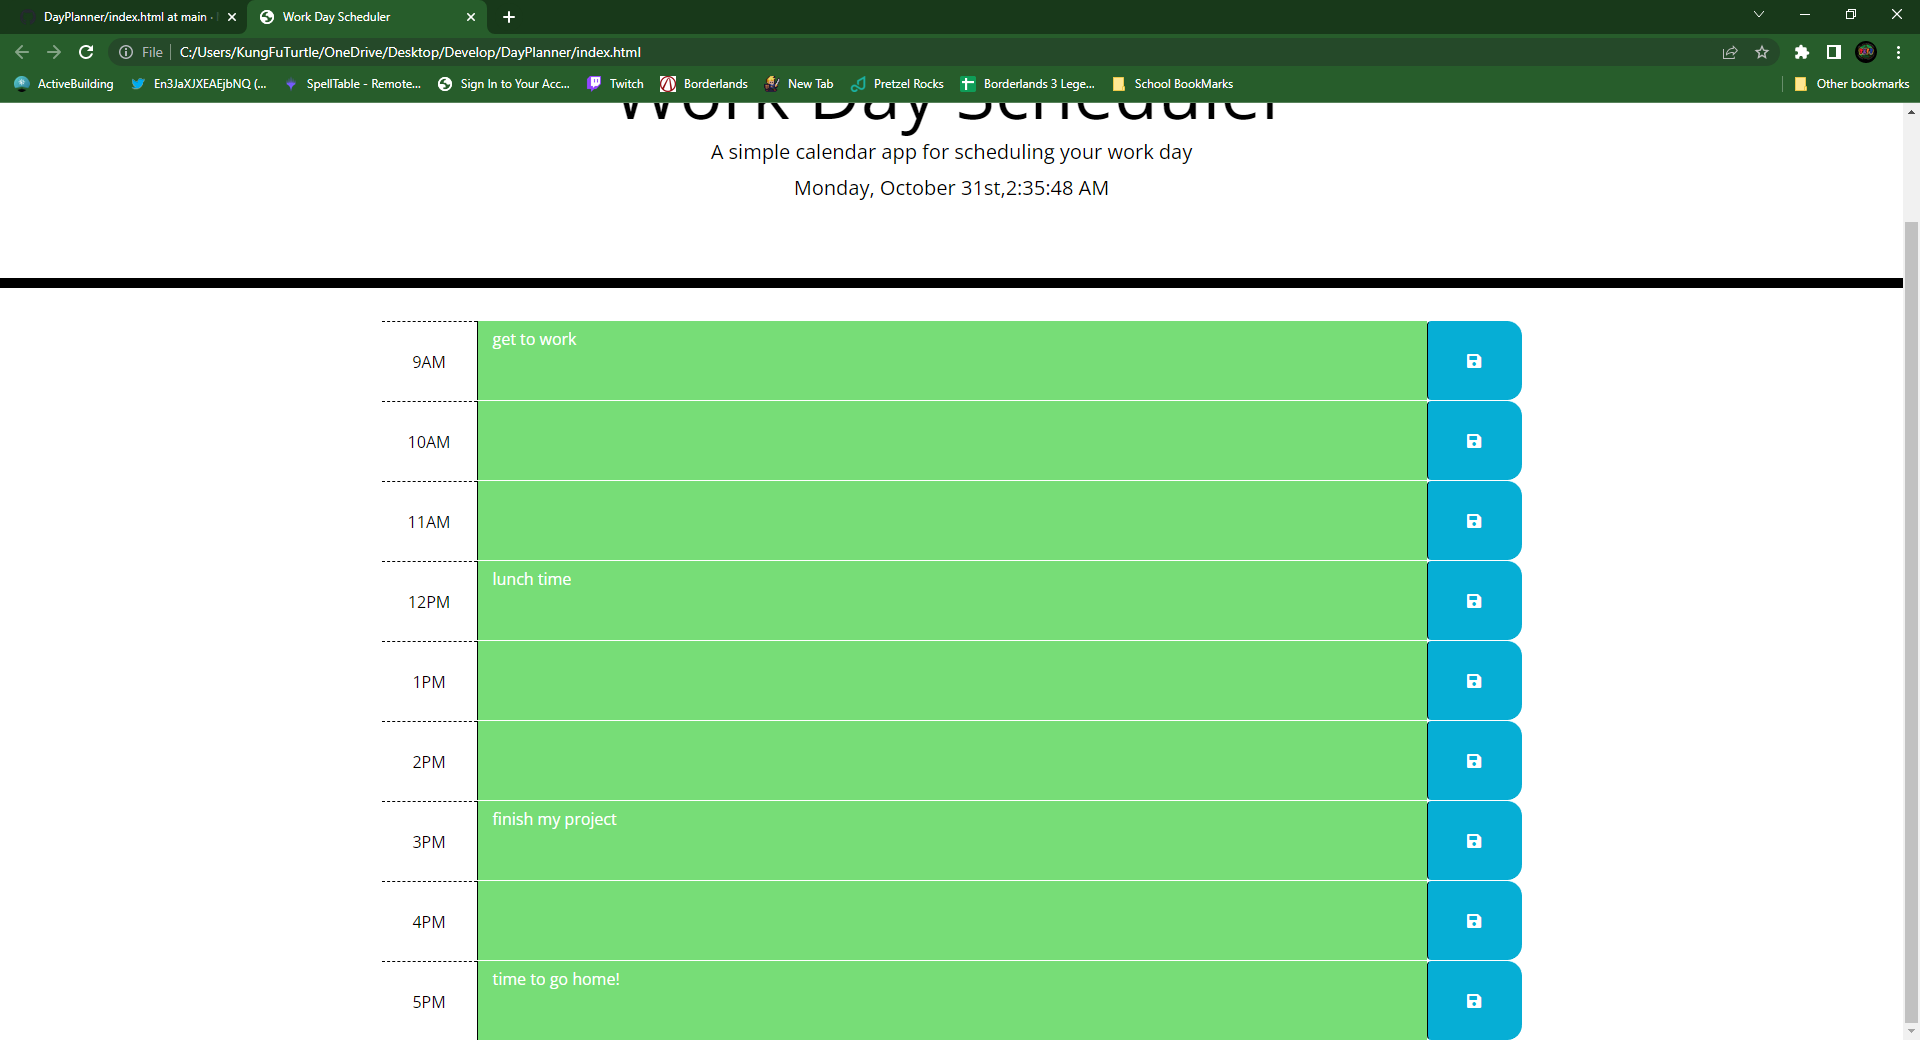 DayPlanner/index.html at main ·
Work Day Scheduler
File
C:/Users/KungFuTurtle/OneDrive/Desktop/Develop/DayPlanner/index.html
ActiveBuilding
En3JaXJXEAEjbNQ (...
SpellTable - Remote...
Sign In to Your Acc...
Twitch
Borderlands
New Tab
Pretzel Rocks
Borderlands 3 Lege...
School BookMarks
Other bookmarks
Work Day Scheduler
A simple calendar app for scheduling your work day
Monday, October 31st,2:35:48 AM
9AM
get to work
10AM
11AM
12PM
lunch time
1PM
2PM
3PM
finish my project
4PM
5PM
time to go home!